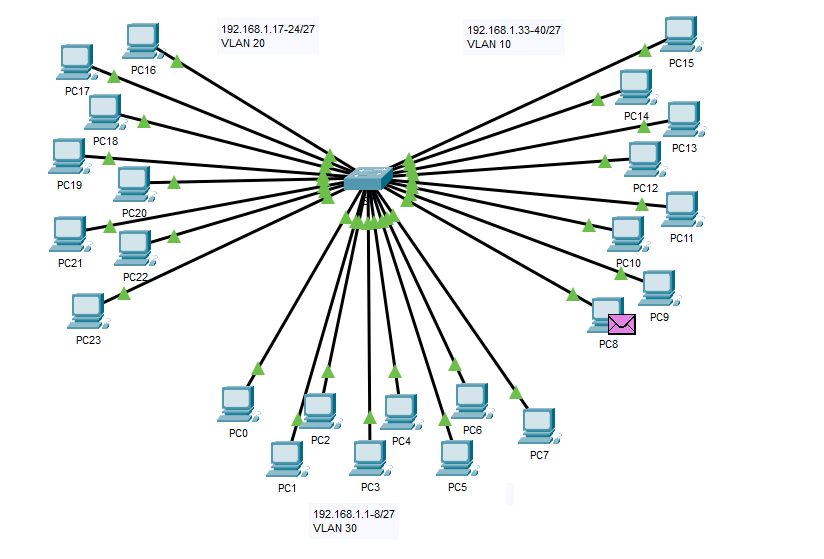 192.168.1.17-24/27
VLAN 20
192.168.1.33-40/27
VLAN 10
PC16
PC17
PC18
PC19
PC20
PC21
PC22
PC23
PC15
PC14
PC13
PC12
PC11
PC10
PC9
PC8
PC0
PC1
PC2
PC3
PC4
PC5
PC6
PC7
192.168.1.1-8/27
VLAN 30